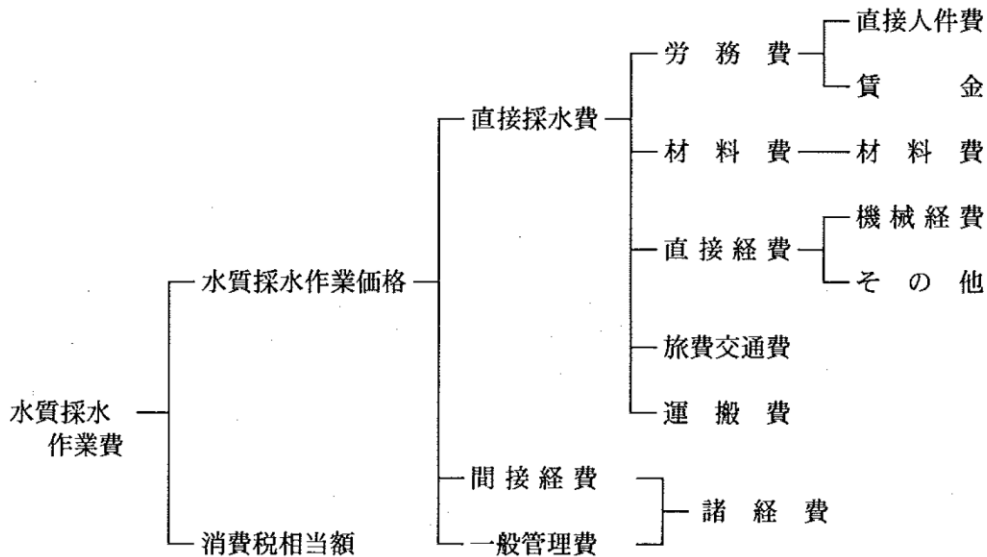 直接人件費
労務費
賃金
直接採水費
材料費
材料費
機械経費
直接経費
水質採水作業価格
その他
旅費交通費
水質採水
作業費
運搬費
間接経費
諸経費
消費税相当額
一般管理費